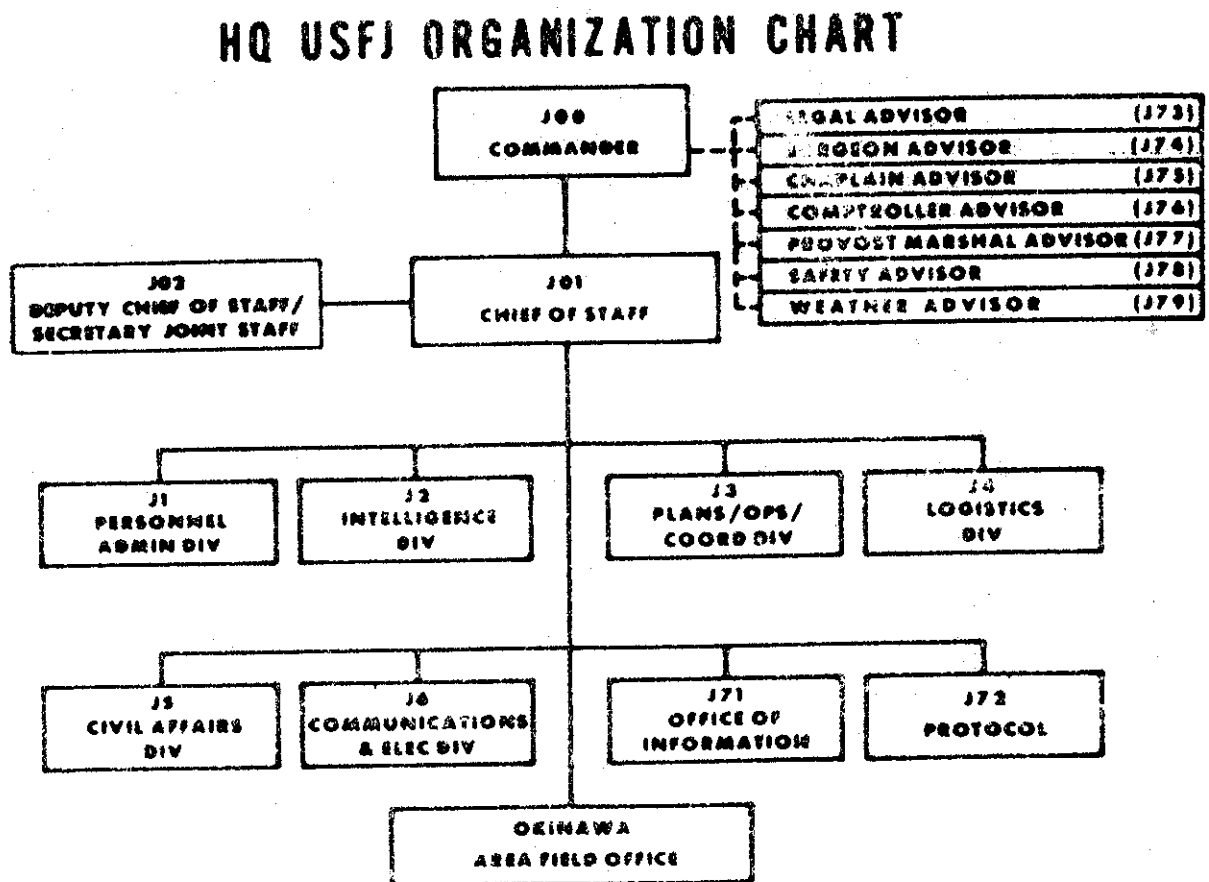 HQ USFJ ORGANIZATION CHART
J00
COMMANDER
LEGAL ADVISOR (J73)
SURGEON ADVISOR (J74)
CHAPLAIN ADVISOR (J75)
COMPTROLLER ADVISOR (J76)
PROVOST MARSHAL ADVISOR (J77)
SAFETY ADVISOR (J78)
WEATHER ADVISOR (J79)
J02
DEPUTY CHIEF OF STAFF/
SECRETARY JOINT STAFF
J01
CHIEF OF STAFF
J1
PERSONNEL
ADMIN DIV
J2
INTELLIGENCE
DIV
J3
PLANS/OPS/
COORD DIV
J4
LOGISTICS
DIV
J5
CIVIL AFFAIRS
DIV
J6
COMMUNICATIONS
& ELEC DIV
J71
OFFICE OF
INFORMATION
J72
PROTOCOL
OKINAWA
AREA FIELD OFFICE